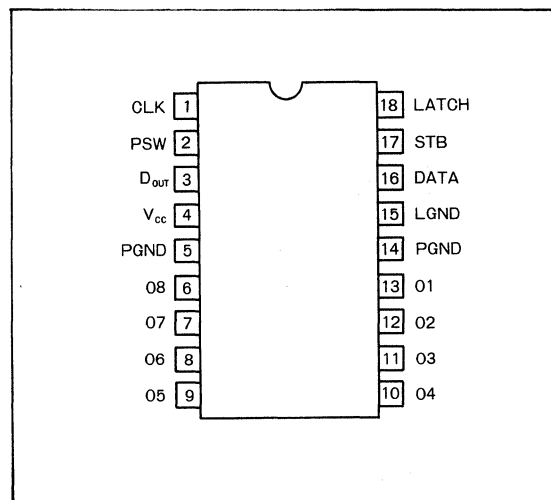 CLK 1 18 LATCH
PSW 2 17 STB
DOUT 3 16 DATA
Vcc 4 15 LGND
PGND 5 14 PGND
O8 6 13 O1
O7 7 12 O2
O6 8 11 O3
O5 9 10 O4